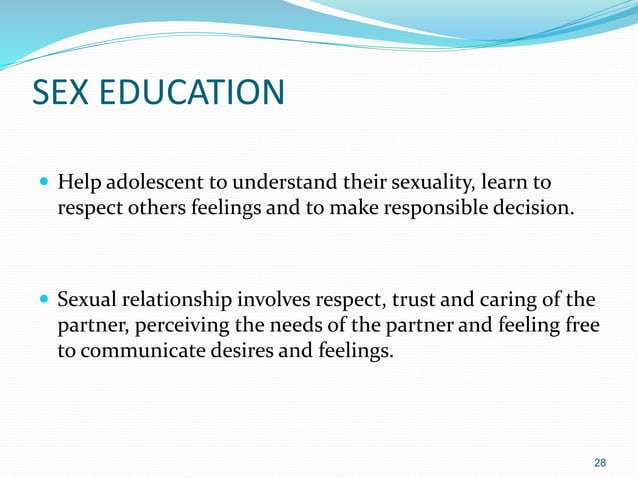 SEX EDUCATION
• Help adolescent to understand their sexuality, learn to
respect others feelings and to make responsible decision.
• Sexual relationship involves respect, trust and caring of the
partner, perceiving the needs of the partner and feeling free
to communicate desires and feelings.
28